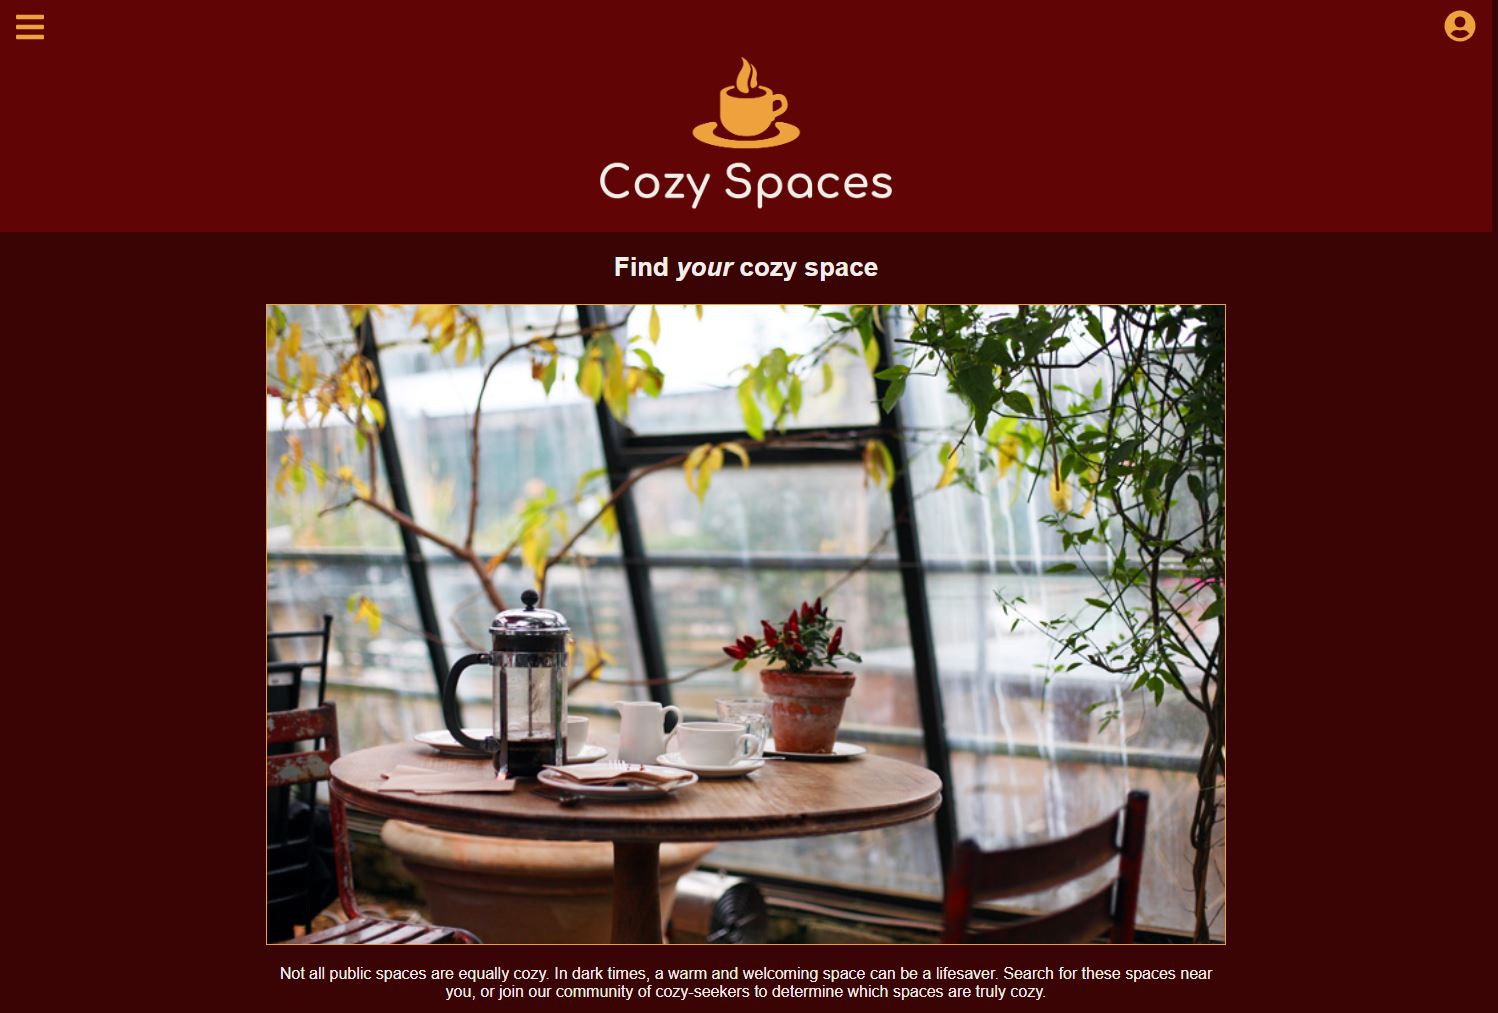 Cozy Spaces
Find your cozy space
Not all public spaces are equally cozy. In dark times, a warm and welcoming space can be a lifesaver. Search for these spaces near
you, or join our community of cozy-seekers to determine which spaces are truly cozy.